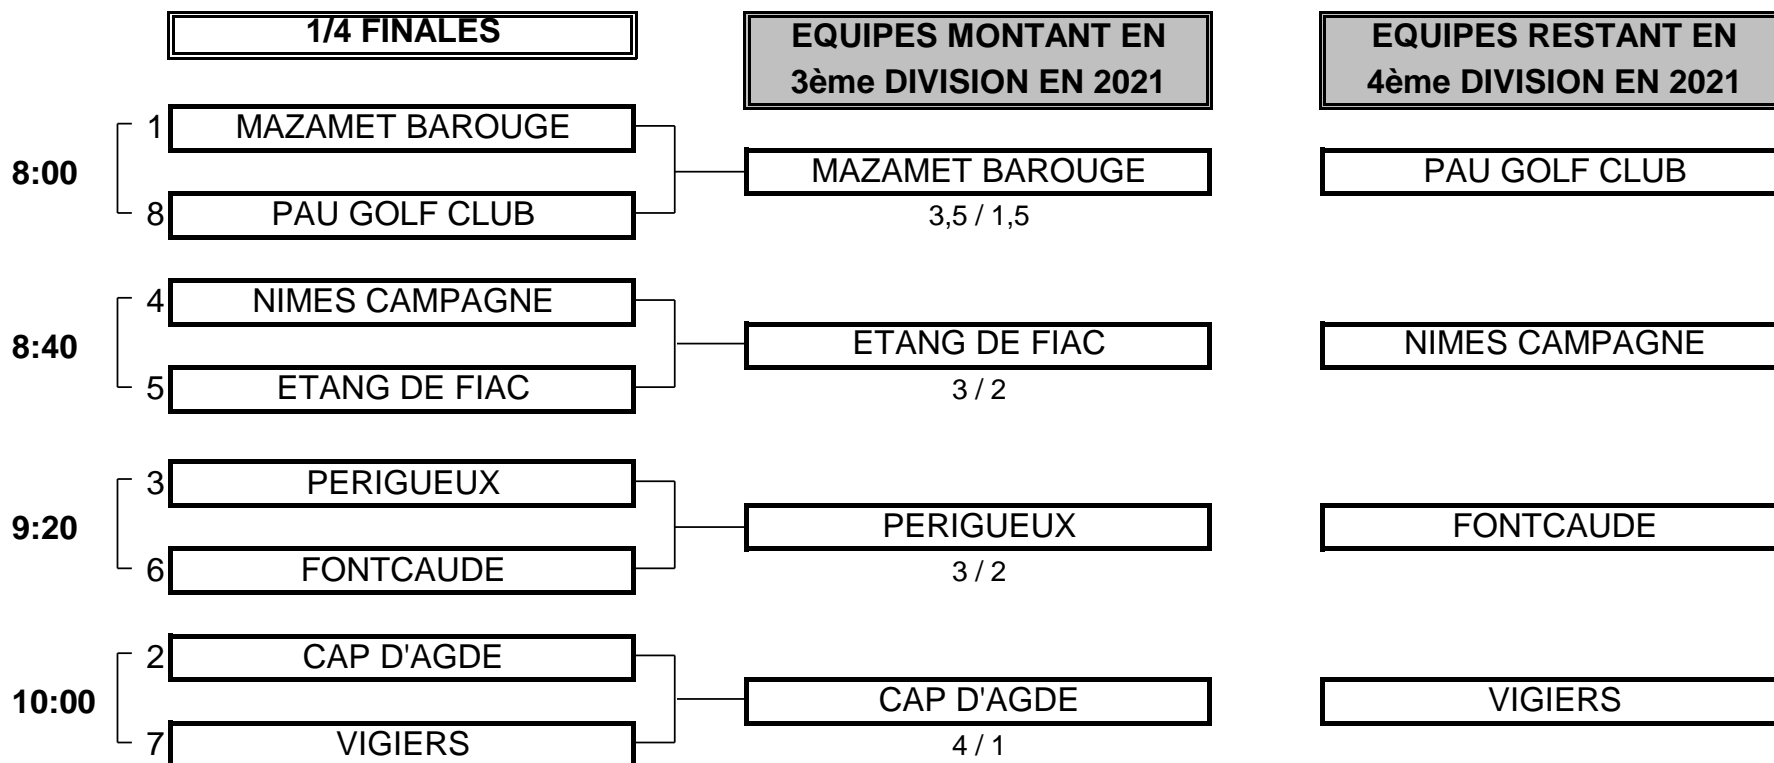 1/4 FINALES
EQUIPES MONTANT EN
3ème DIVISION EN 2021
EQUIPES RESTANT EN
4ème DIVISION EN 2021
1 MAZAMET BAROUGE
8:00
MAZAMET BAROUGE
PAU GOLF CLUB
8 PAU GOLF CLUB
3,5 / 1,5
4 NIMES CAMPAGNE
8:40
ETANG DE FIAC
NIMES CAMPAGNE
5 ETANG DE FIAC
3 / 2
3 PERIGUEUX
9:20
PERIGUEUX
FONTCAUDE
6 FONTCAUDE
3 / 2
2 CAP D'AGDE
10:00
CAP D'AGDE
VIGIERS
7 VIGIERS
4 / 1